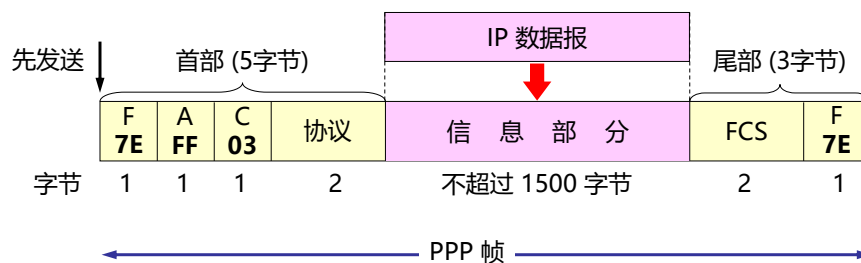 IP 数据报
先发送 首部 (5字节) 尾部 (3字节)
F A C 协议 信 息 部 分 FCS F
7E FF 03 7E
字节 1 1 1 2 不超过 1500 字节 2 1
PPP 帧